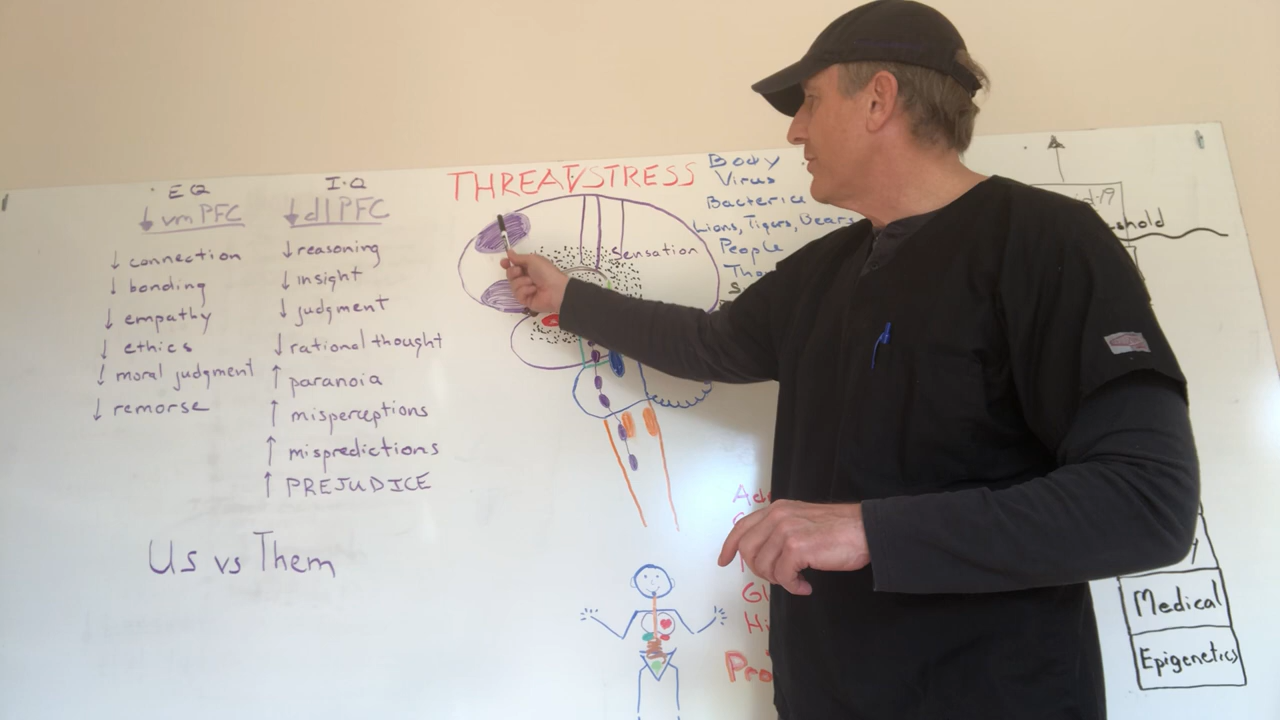 EQ
↓ vmPFC
↓ connection
↓ bonding
↓ empathy
↓ ethics
↓ moral judgment
↓ remorse
I.Q
↓ dlPFC
↓ reasoning
↓ insight
↓ judgment
↓ rational thought
↑ paranoia
↑ misperceptions
↑ mispredictions
↑ PREJUDICE
Us vs Them
THREAT/STRESS
Sensation
Body
Virus
Bacteria
Lions, Tigers, Bears
People
Medical
Epigenetics